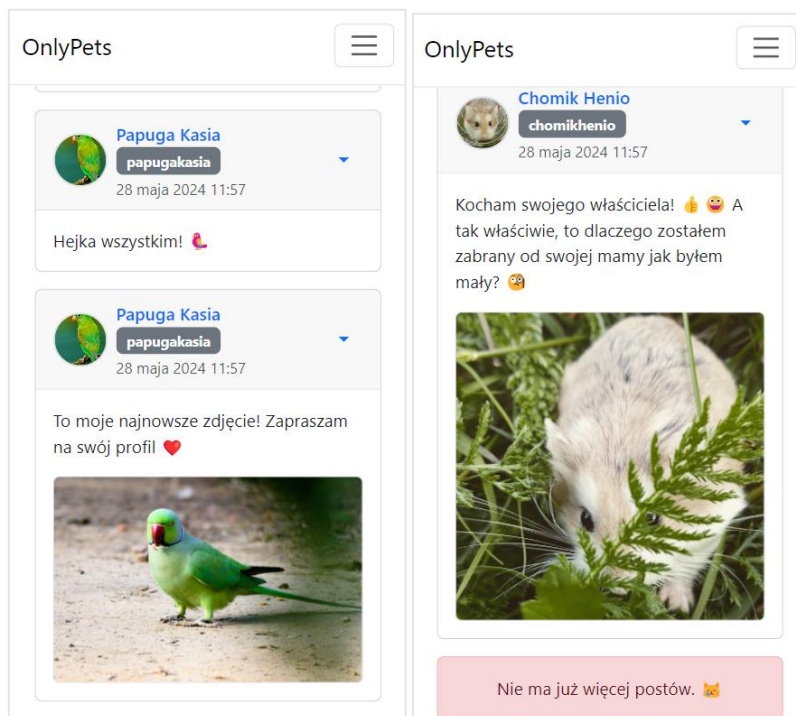 OnlyPets
Papuga Kasia
papugakasia
28 maja 2024 11:57
Hejka wszystkim! 🦜
Papuga Kasia
papugakasia
28 maja 2024 11:57
To moje najnowsze zdjęcie! Zapraszam
na swój profil ❤️
OnlyPets
Chomik Henio
chomikhenio
28 maja 2024 11:57
Kocham swojego właściciela! 👍 😀 A
tak właściwie, to dlaczego zostałem
zabrany od swojej mamy jak byłem
mały? 🧐
Nie ma już więcej postów. 😿